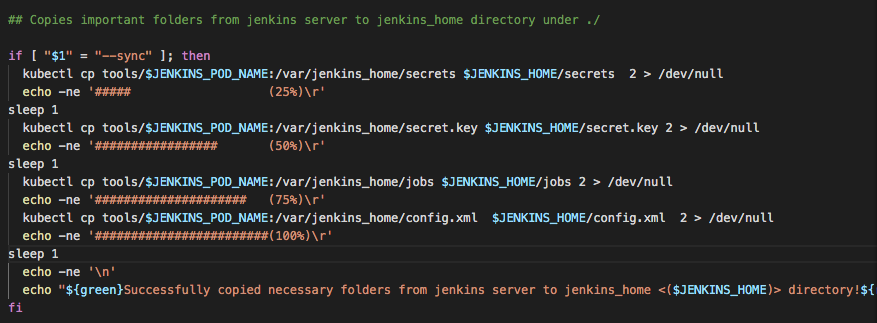 ## Copies important folders from jenkins server to jenkins_home directory under ./
if [ "$1" = "--sync" ]; then
kubectl cp tools/$JENKINS_POD_NAME:/var/jenkins_home/secrets $JENKINS_HOME/secrets  2 > /dev/null
echo -ne '#####                   (25%)\r'
sleep 1
kubectl cp tools/$JENKINS_POD_NAME:/var/jenkins_home/secret.key $JENKINS_HOME/secret.key 2 > /dev/null
echo -ne '#################       (50%)\r'
sleep 1
kubectl cp tools/$JENKINS_POD_NAME:/var/jenkins_home/jobs $JENKINS_HOME/jobs 2 > /dev/null
echo -ne '#####################   (75%)\r'
kubectl cp tools/$JENKINS_POD_NAME:/var/jenkins_home/config.xml  $JENKINS_HOME/config.xml  2 > /dev/null
echo -ne '########################(100%)\r'
sleep 1
echo -ne '\n'
echo "${green}Successfully copied necessary folders from jenkins server to jenkins_home <($JENKINS_HOME)> directory!${
fi